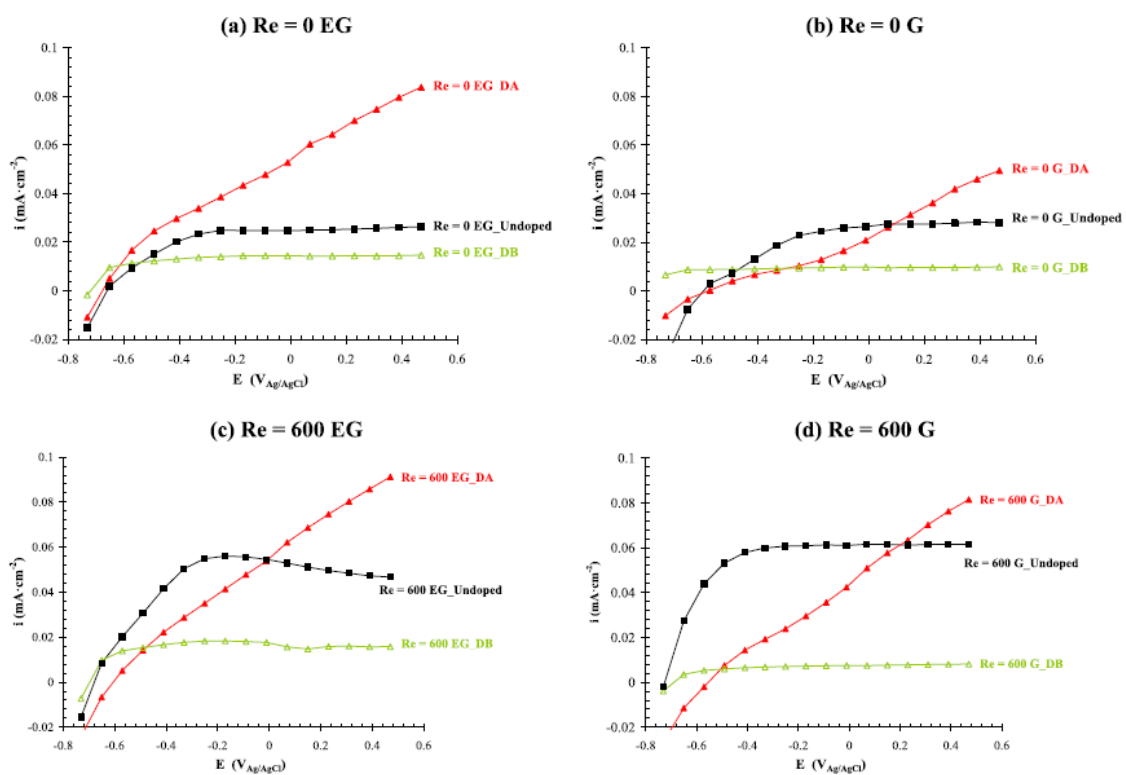 (a) Re = 0 EG
0.1
0.08
0.06
0.04
0.02
0
-0.02
-0.8 -0.6 -0.4 -0.2 0 0.2 0.4 0.6
i (mA·cm-2)
E (VAg/AgCl)
Re = 0 EG_DA
Re = 0 EG_Undoped
Re = 0 EG_DB
(b) Re = 0 G
0.1
0.08
0.06
0.04
0.02
0
-0.02
-0.8 -0.6 -0.4 -0.2 0 0.2 0.4 0.6
i (mA·cm-2)
E (VAg/AgCl)
Re = 0 G_DA
Re = 0 G_Undoped
Re = 0 G_DB
(c) Re = 600 EG
0.1
0.08
0.06
0.04
0.02
0
-0.02
-0.8 -0.6 -0.4 -0.2 0 0.2 0.4 0.6
i (mA·cm-2)
E (VAg/AgCl)
Re = 600 EG_DA
Re = 600 EG_Undoped
Re = 600 EG_DB
(d) Re = 600 G
0.1
0.08
0.06
0.04
0.02
0
-0.02
-0.8 -0.6 -0.4 -0.2 0 0.2 0.4 0.6
i (mA·cm-2)
E (VAg/AgCl)
Re = 600 G_DA
Re = 600 G_Undoped
Re = 600 G_DB